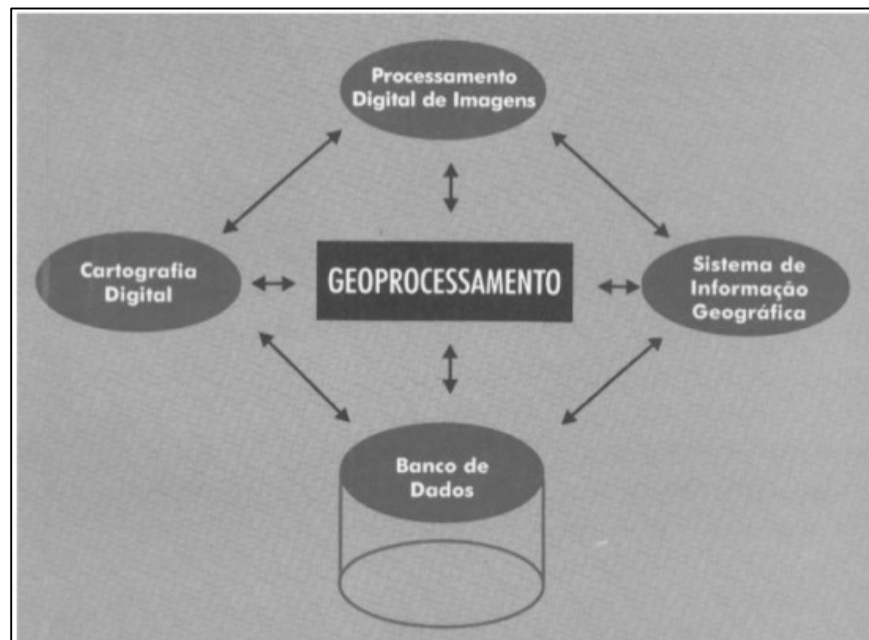 Processamento
Digital de Imagens
Cartografia
Digital
GEOPROCESSAMENTO
Sistema de
Informação
Geográfica
Banco de
Dados